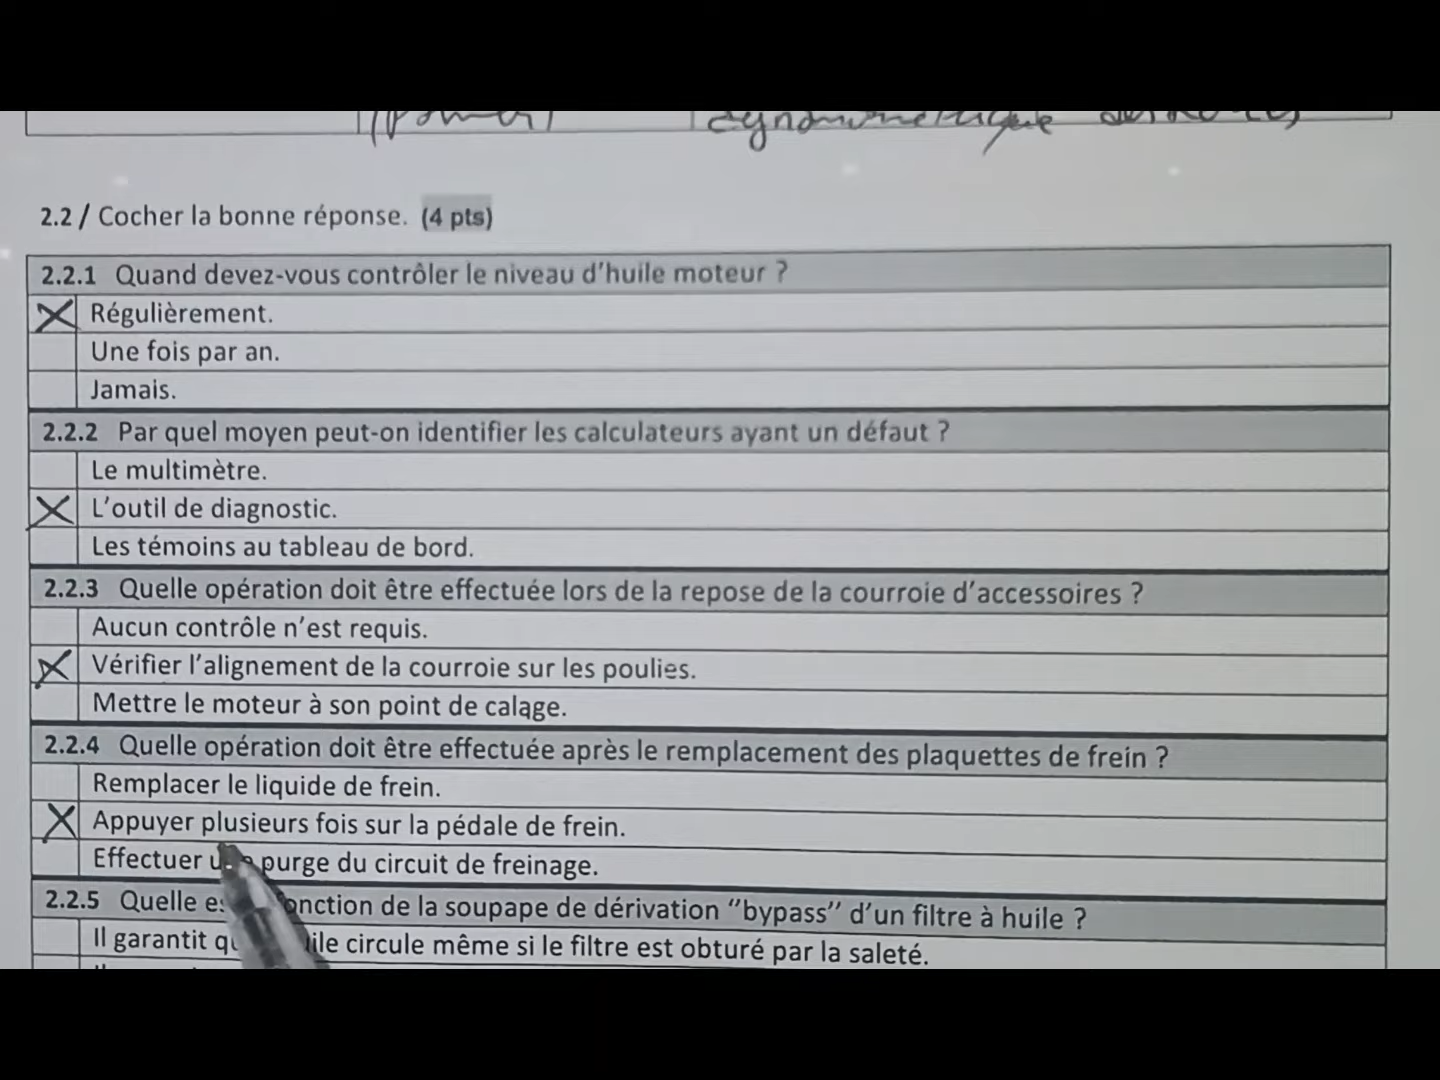 2.2 / Cocher la bonne réponse. (4 pts)
2.2.1 Quand devez-vous contrôler le niveau d'huile moteur ?
Régulièrement.
Une fois par an.
Jamais.
2.2.2 Par quel moyen peut-on identifier les calculateurs ayant un défaut ?
Le multimètre.
L'outil de diagnostic.
Les témoins au tableau de bord.
2.2.3 Quelle opération doit être effectuée lors de la repose de la courroie d'accessoires ?
Aucun contrôle n'est requis.
Vérifier l'alignement de la courroie sur les poulies.
Mettre le moteur à son point de calage.
2.2.4 Quelle opération doit être effectuée après le remplacement des plaquettes de frein ?
Remplacer le liquide de frein.
Appuyer plusieurs fois sur la pédale de frein.
Effectuer purge du circuit de freinage.
2.2.5 Quelle fonction de la soupape de dérivation ''bypass'' d'un filtre à huile ?
Il garantit circule même si le filtre est obturé par la saleté.